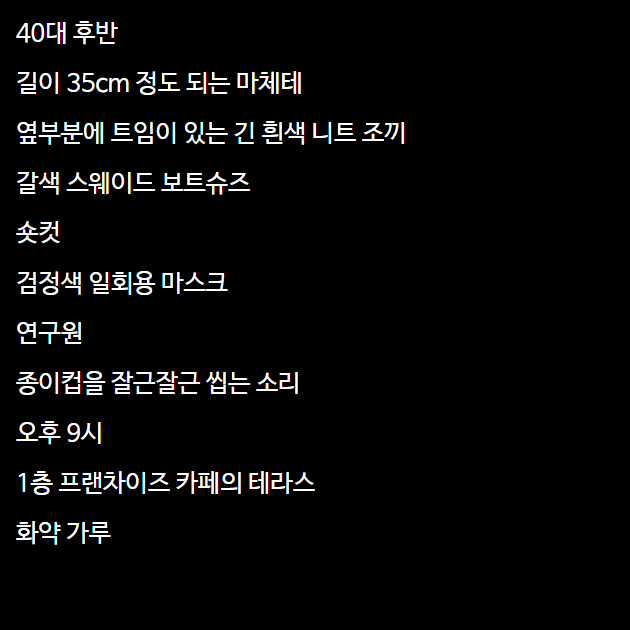 40대 후반
길이 35cm 정도 되는 마체테
옆부분에 트임이 있는 긴 흰색 니트 조끼
갈색 스웨이드 보트슈즈
숏컷
검정색 일회용 마스크
연구원
종이컵을 잘근잘근 씹는 소리
오후 9시
1층 프랜차이즈 카페의 테라스
화약 가루